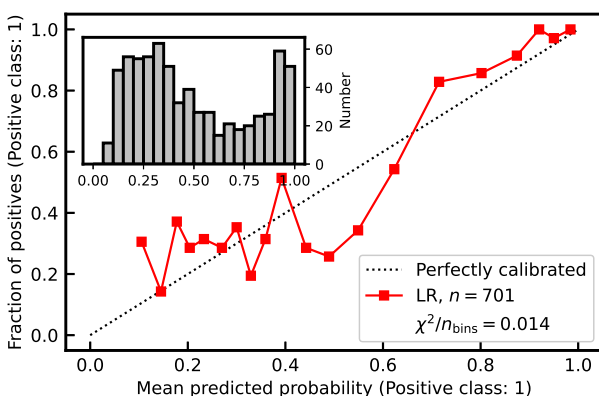 1.0
0.8
0.6
0.4
0.2
0.0
Fraction of positives (Positive class: 1)
60
40
20
0
Number
0.00 0.25 0.50 0.75 1.00
Perfectly calibrated
LR, n = 701
χ²/n_bins = 0.014
0.0 0.2 0.4 0.6 0.8 1.0
Mean predicted probability (Positive class: 1)